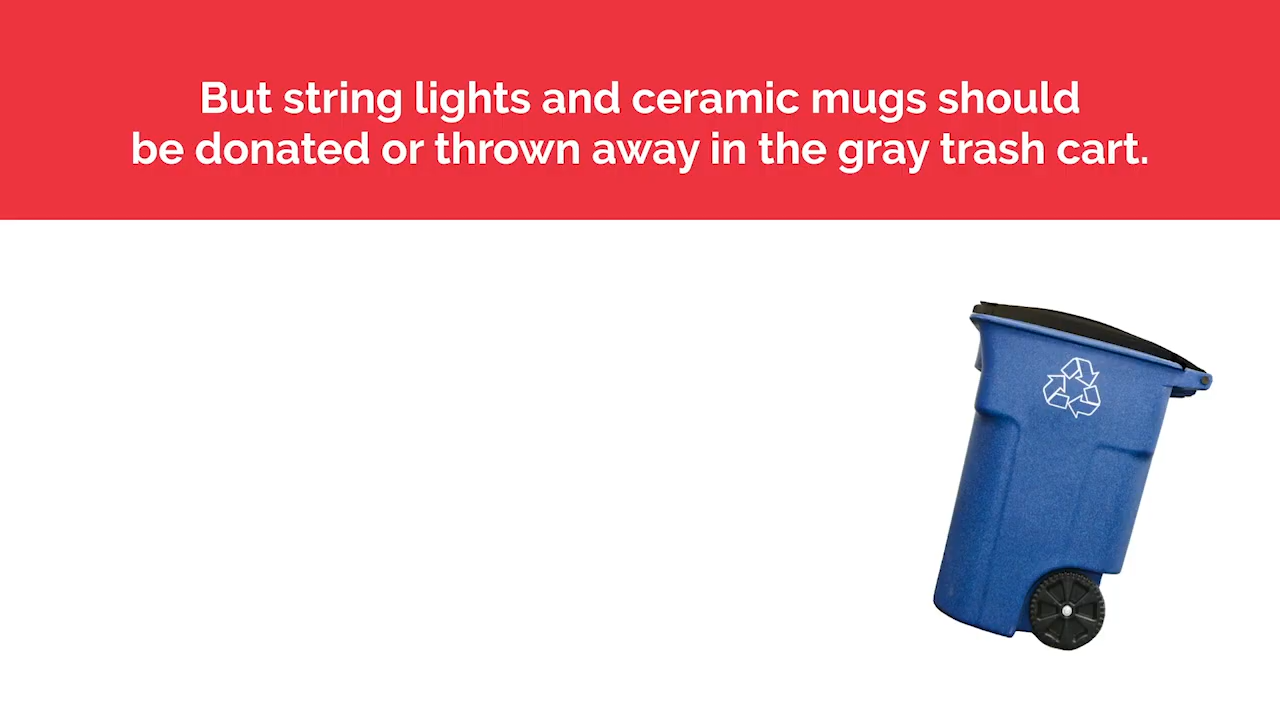 But string lights and ceramic mugs should
be donated or thrown away in the gray trash cart.